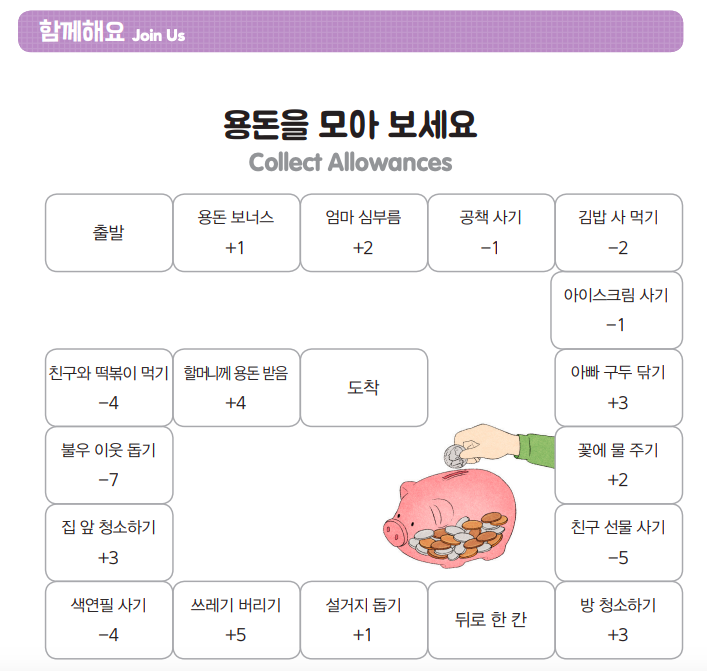 함께해요 Join Us
용돈을 모아 보세요
Collect Allowances
출발
용돈 보너스
+1
엄마 심부름
+2
공책 사기
−1
김밥 사 먹기
−2
아이스크림 사기
−1
아빠 구두 닦기
+3
꽃에 물 주기
+2
친구 선물 사기
−5
방 청소하기
+3
뒤로 한 칸
설거지 돕기
+1
쓰레기 버리기
+5
색연필 사기
−4
집 앞 청소하기
+3
불우 이웃 돕기
−7
친구와 떡볶이 먹기
−4
할머니께 용돈 받음
+4
도착